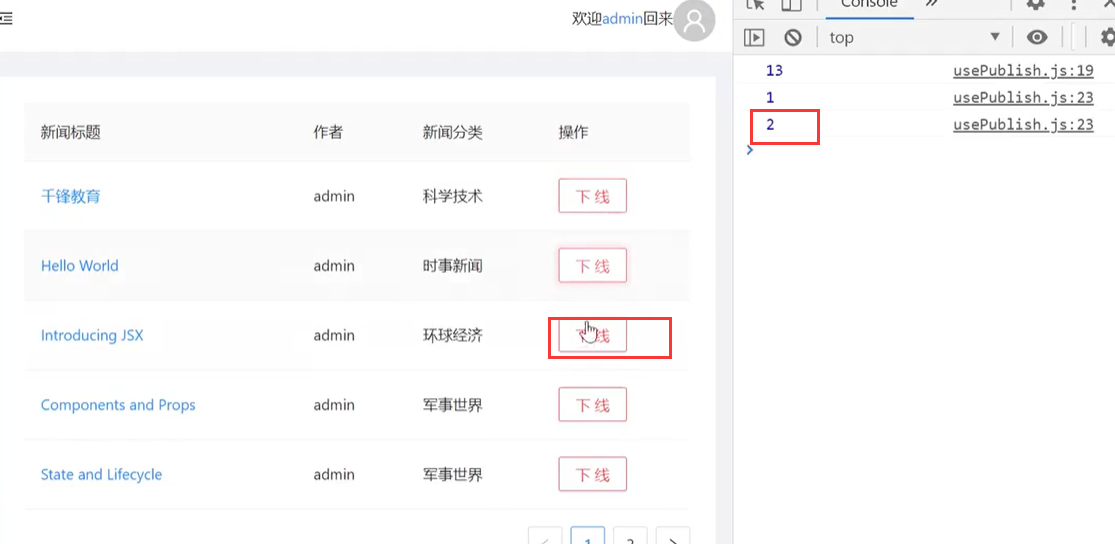 欢迎admin回来
Console
top
13 usePublish.js:19
1 usePublish.js:23
2 usePublish.js:23
新闻标题 作者 新闻分类 操作
千锋教育 admin 科学技术 下 线
Hello World admin 时事新闻 下 线
Introducing JSX admin 环球经济 下 线
Components and Props admin 军事世界 下 线
State and Lifecycle admin 军事世界 下 线
1 2